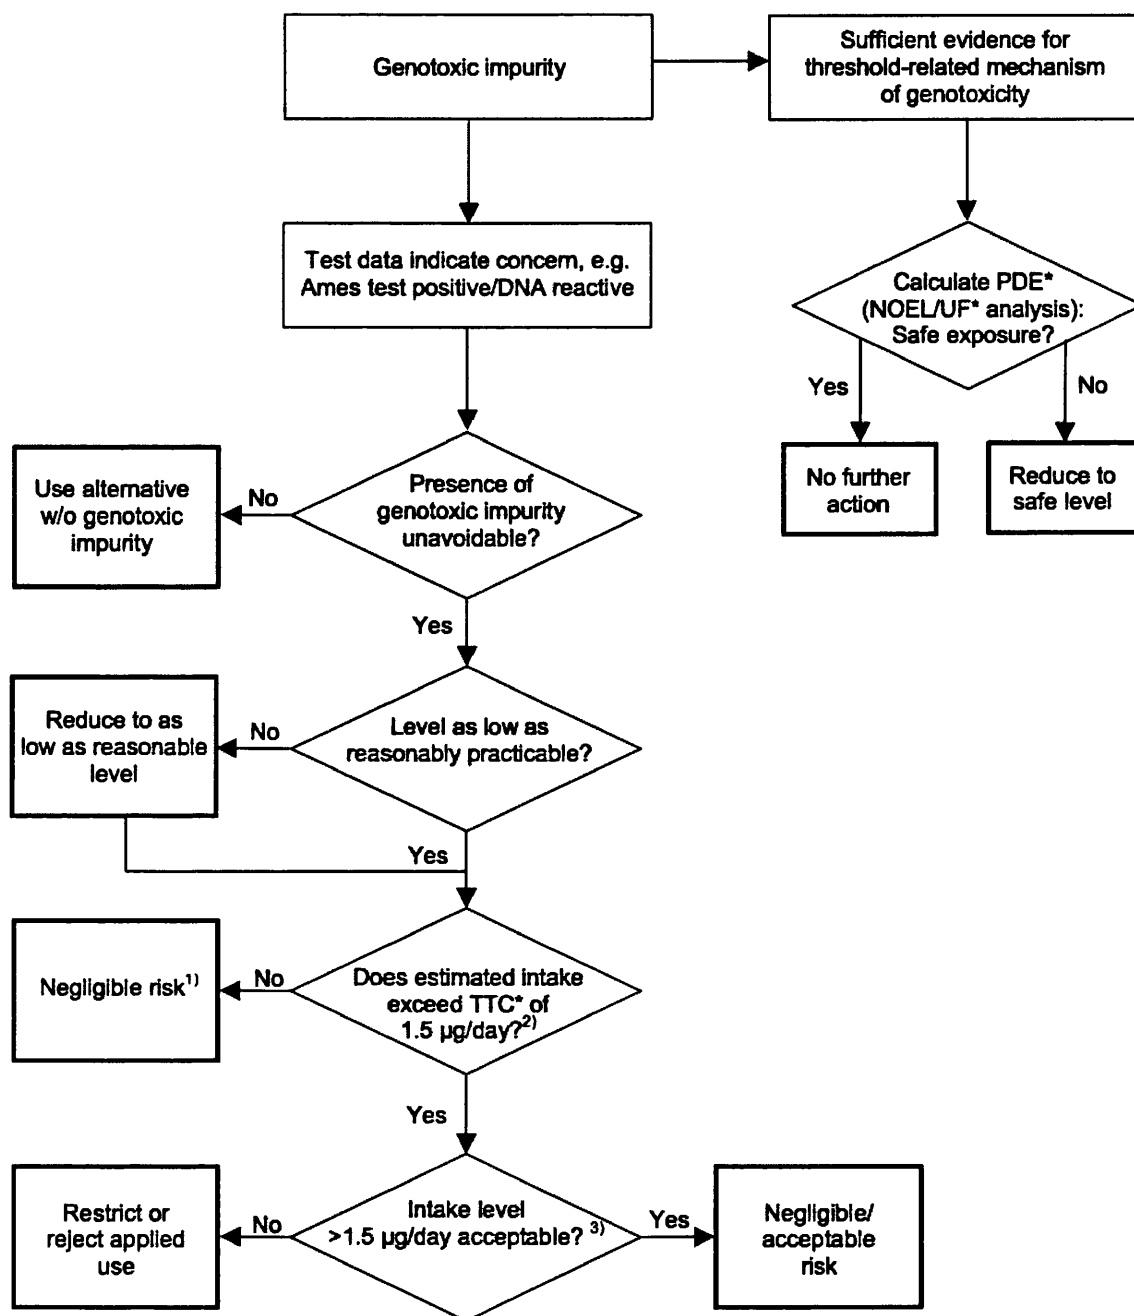 Genotoxic impurity
Sufficient evidence for
threshold-related mechanism
of genotoxicity
Test data indicate concern, e.g.
Ames test positive/DNA reactive
Calculate PDE*
(NOEL/UF* analysis):
Safe exposure?
Yes
No
No further
action
Reduce to
safe level
Presence of
genotoxic impurity
unavoidable?
No
Use alternative
w/o genotoxic
impurity
Yes
Level as low as
reasonably practicable?
No
Reduce to as
low as reasonable
level
Yes
Does estimated intake
exceed TTC* of
1.5 µg/day?2)
No
Negligible risk1)
Yes
Intake level
>1.5 µg/day acceptable? 3)
No
Restrict or
reject applied
use
Yes
Negligible/
acceptable
risk